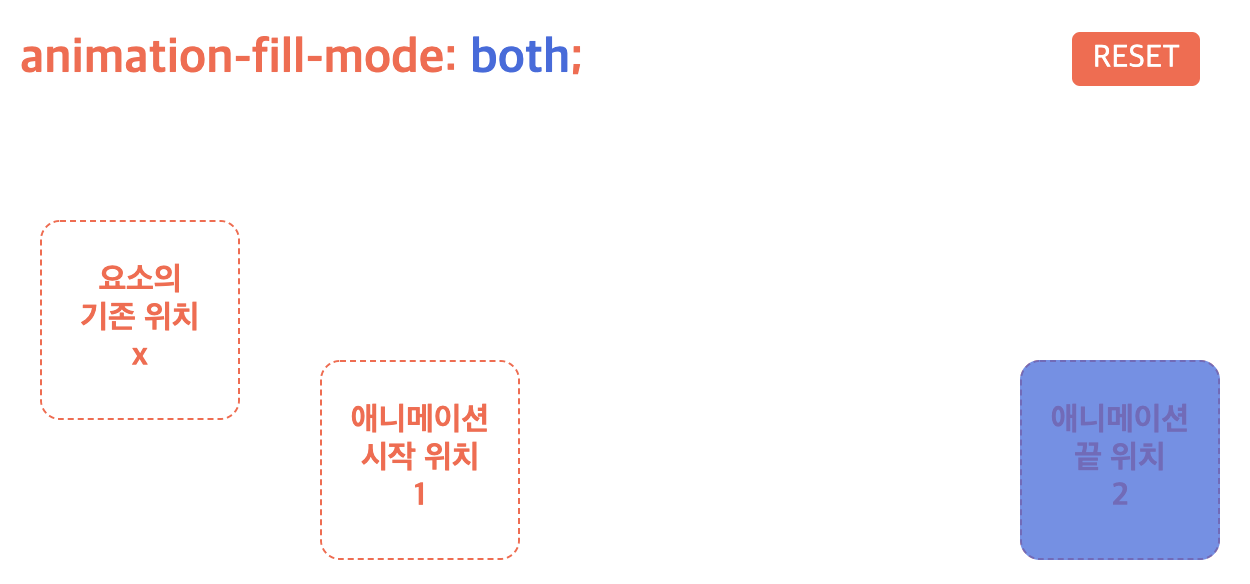 animation-fill-mode: both;
RESET
요소의
기존 위치
x
애니메이션
시작 위치
1
애니메이션
끝 위치
2